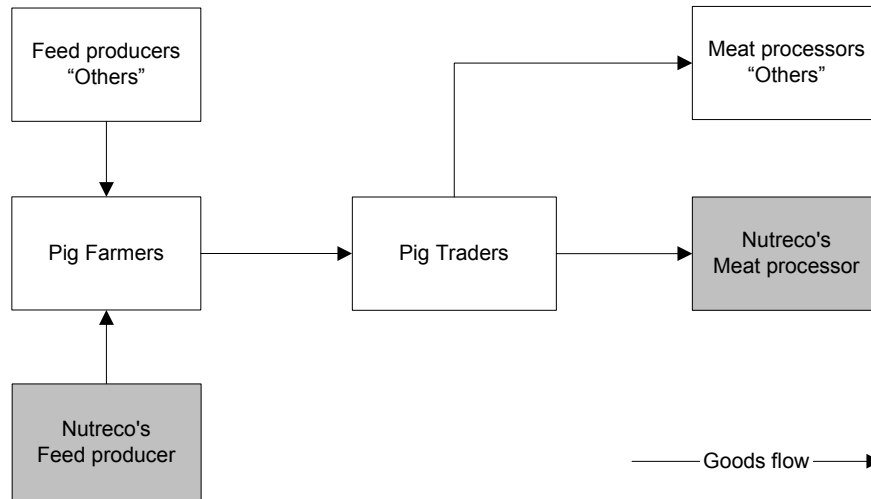 Feed producers
“Others”
Meat processors
“Others”
Pig Farmers
Pig Traders
Nutreco's
Meat processor
Nutreco's
Feed producer
Goods flow